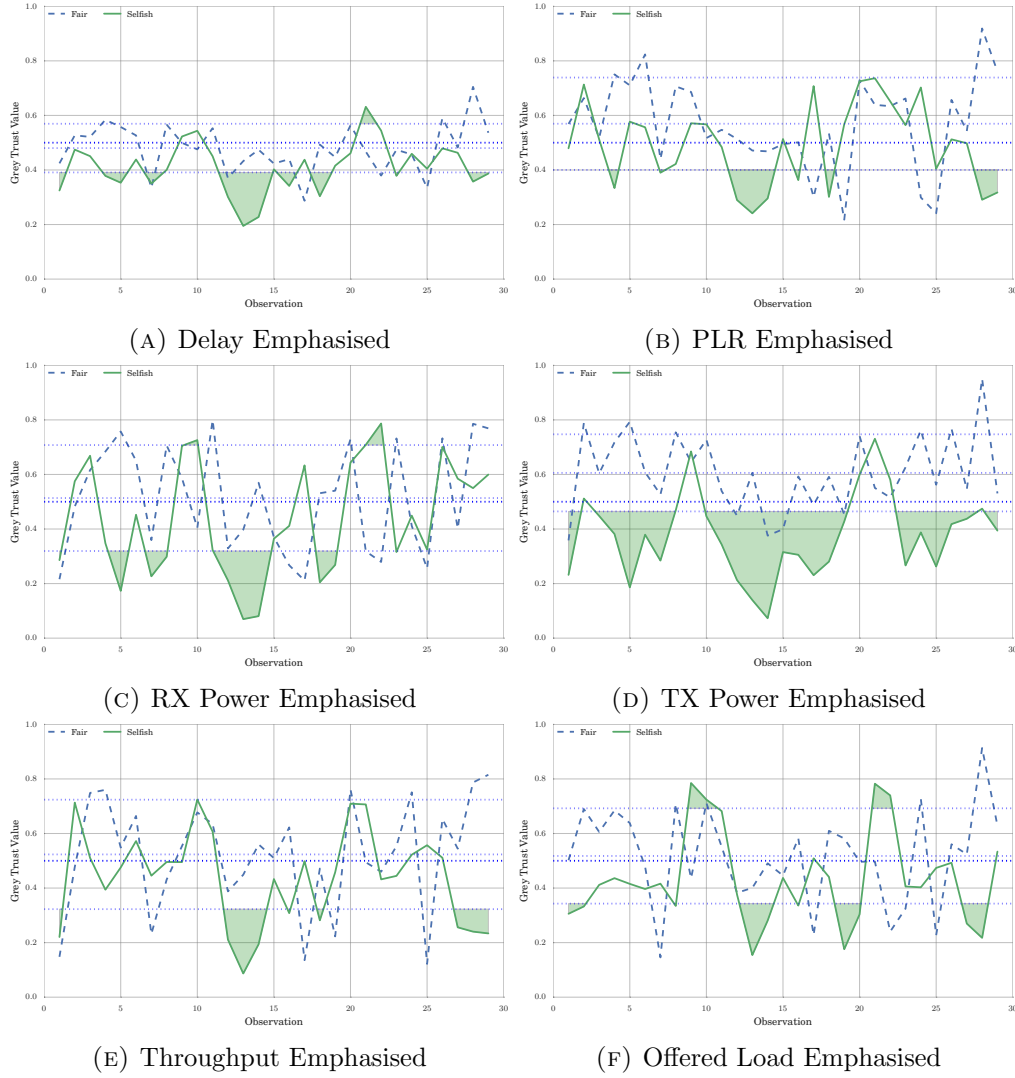 Fair Selfish
Grey Trust Value
1.0
0.8
0.6
0.4
0.2
0.0
0 5 10 15 20 25 30
Observation
(A) Delay Emphasised
Fair Selfish
Grey Trust Value
1.0
0.8
0.6
0.4
0.2
0.0
0 5 10 15 20 25 30
Observation
(B) PLR Emphasised
Fair Selfish
Grey Trust Value
1.0
0.8
0.6
0.4
0.2
0.0
0 5 10 15 20 25 30
Observation
(C) RX Power Emphasised
Fair Selfish
Grey Trust Value
1.0
0.8
0.6
0.4
0.2
0.0
0 5 10 15 20 25 30
Observation
(D) TX Power Emphasised
Fair Selfish
Grey Trust Value
1.0
0.8
0.6
0.4
0.2
0.0
0 5 10 15 20 25 30
Observation
(E) Throughput Emphasised
Fair Selfish
Grey Trust Value
1.0
0.8
0.6
0.4
0.2
0.0
0 5 10 15 20 25 30
Observation
(F) Offered Load Emphasised